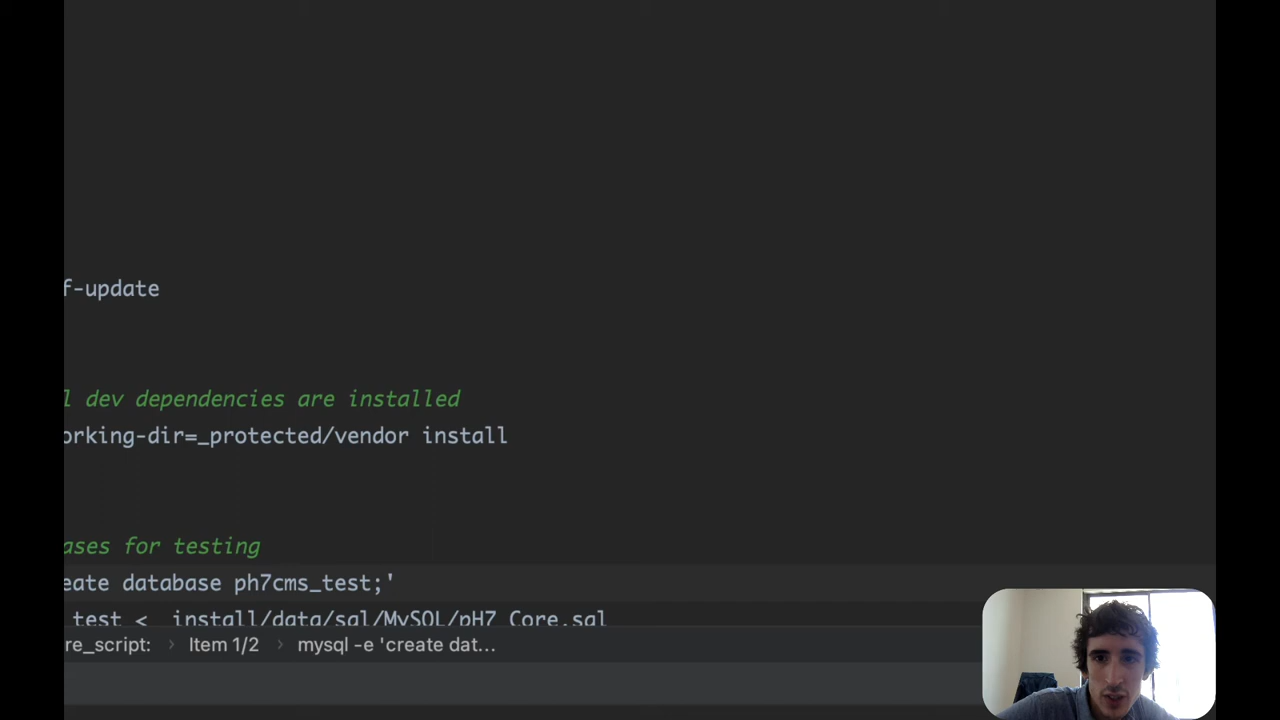 f-update
l dev dependencies are installed
orking-dir=_protected/vendor install
ases for testing
eate database ph7cms_test;'
test < _install/data/sql/MySQL/pH7_Core.sql
re_script: › Item 1/2 › mysql -e 'create dat...